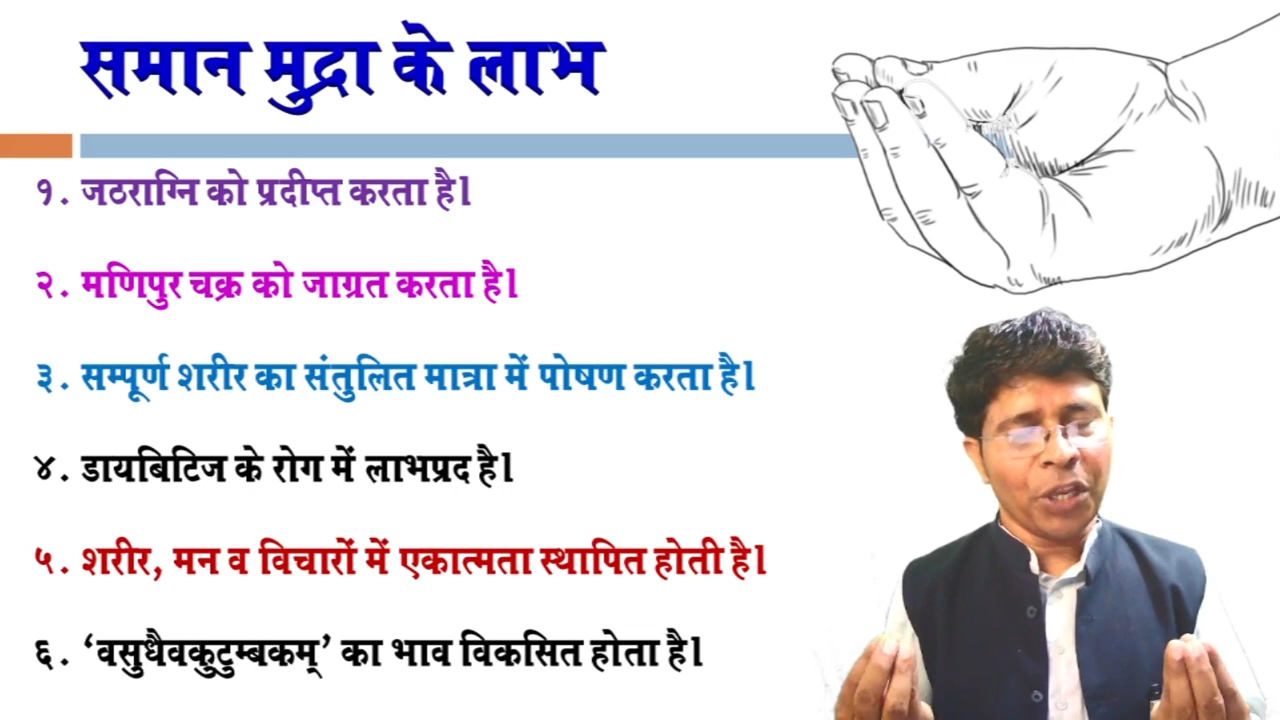 समान मुद्रा के लाभ
१. जठराग्नि को प्रदीप्त करता है।
२. मणिपुर चक्र को जाग्रत करता है।
३. सम्पूर्ण शरीर का संतुलित मात्रा में पोषण करता है।
४. डायबिटिज के रोग में लाभप्रद है।
५. शरीर, मन व विचारों में एकात्मता स्थापित होती है।
६. ‘वसुधैवकुटुम्बकम्’ का भाव विकसित होता है।